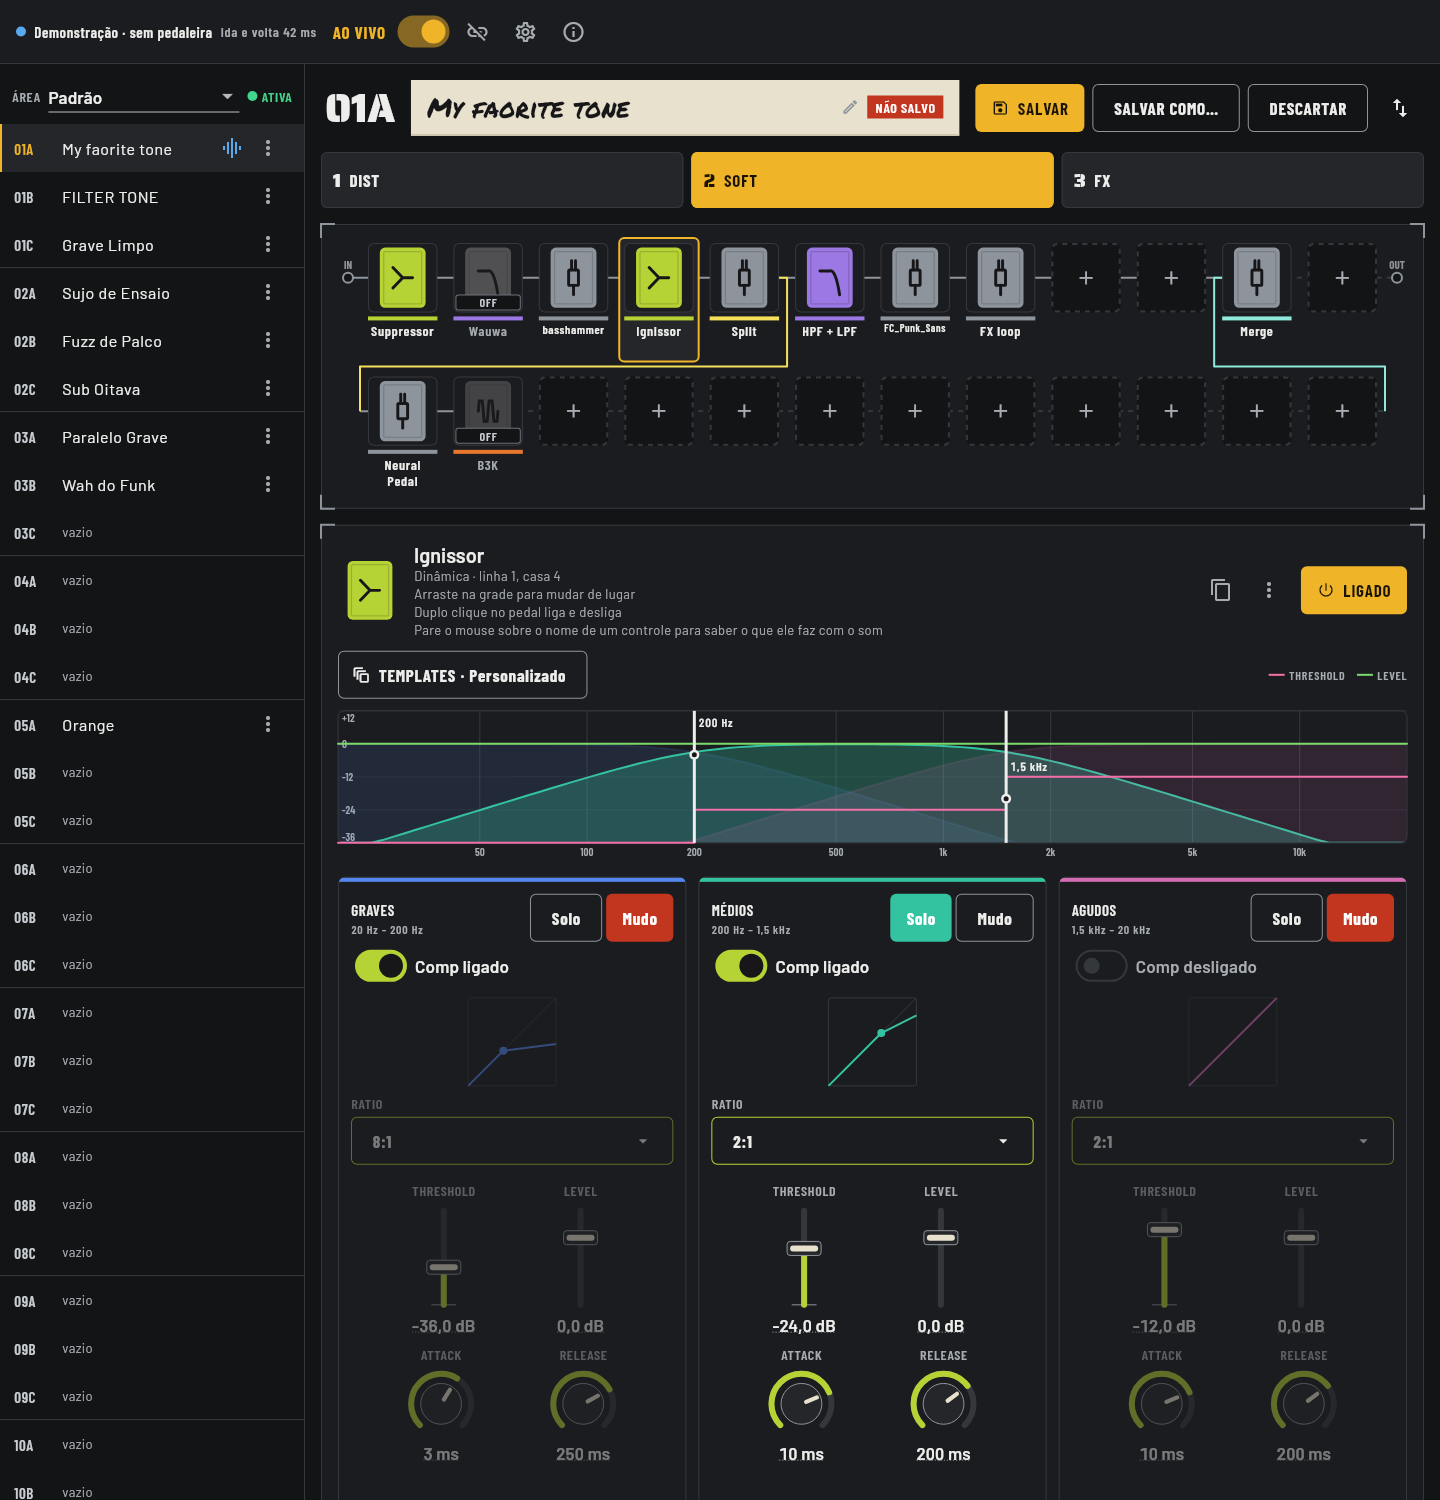 Demonstração · sem pedaleira Ida e volta 42 ms AO VIVO
ÁREA Padrão ATIVA
01A My faorite tone
01B FILTER TONE
01C Grave Limpo
02A Sujo de Ensaio
02B Fuzz de Palco
02C Sub Oitava
03A Paralelo Grave
03B Wah do Funk
03C vazio
04A vazio
04B vazio
04C vazio
05A Orange
05B vazio
05C vazio
06A vazio
06B vazio
06C vazio
07A vazio
07B vazio
07C vazio
08A vazio
08B vazio
08C vazio
09A vazio
09B vazio
09C vazio
10A vazio
10B vazio
01A My faorite tone NÃO SALVO SALVAR SALVAR COMO... DESCARTAR
1 DIST 2 SOFT 3 FX
IN OUT
OFF
Suppressor Wauwa basshammer Ignissor Split HPF + LPF FC_Punk_Sans FX loop Merge
OFF
Neural Pedal B3K
Ignissor
Dinâmica · linha 1, casa 4
Arraste na grade para mudar de lugar
Duplo clique no pedal liga e desliga
Pare o mouse sobre o nome de um controle para saber o que ele faz com o som
LIGADO
TEMPLATES · Personalizado THRESHOLD LEVEL
+12
0
-12
-24
-36
200 Hz
1,5 kHz
50 100 200 500 1k 2k 5k 10k
GRAVES
20 Hz – 200 Hz
Solo Mudo
Comp ligado
RATIO
8:1
THRESHOLD LEVEL
-36,0 dB 0,0 dB
ATTACK RELEASE
3 ms 250 ms
MÉDIOS
200 Hz – 1,5 kHz
Solo Mudo
Comp ligado
RATIO
2:1
THRESHOLD LEVEL
-24,0 dB 0,0 dB
ATTACK RELEASE
10 ms 200 ms
AGUDOS
1,5 kHz – 20 kHz
Solo Mudo
Comp desligado
RATIO
2:1
THRESHOLD LEVEL
-12,0 dB 0,0 dB
ATTACK RELEASE
10 ms 200 ms